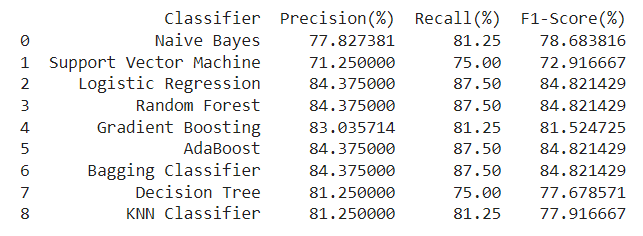 Classifier Precision(%) Recall(%) F1-Score(%)
0 Naive Bayes 77.827381 81.25 78.683816
1 Support Vector Machine 71.250000 75.00 72.916667
2 Logistic Regression 84.375000 87.50 84.821429
3 Random Forest 84.375000 87.50 84.821429
4 Gradient Boosting 83.035714 81.25 81.524725
5 AdaBoost 84.375000 87.50 84.821429
6 Bagging Classifier 84.375000 87.50 84.821429
7 Decision Tree 81.250000 75.00 77.678571
8 KNN Classifier 81.250000 81.25 77.916667